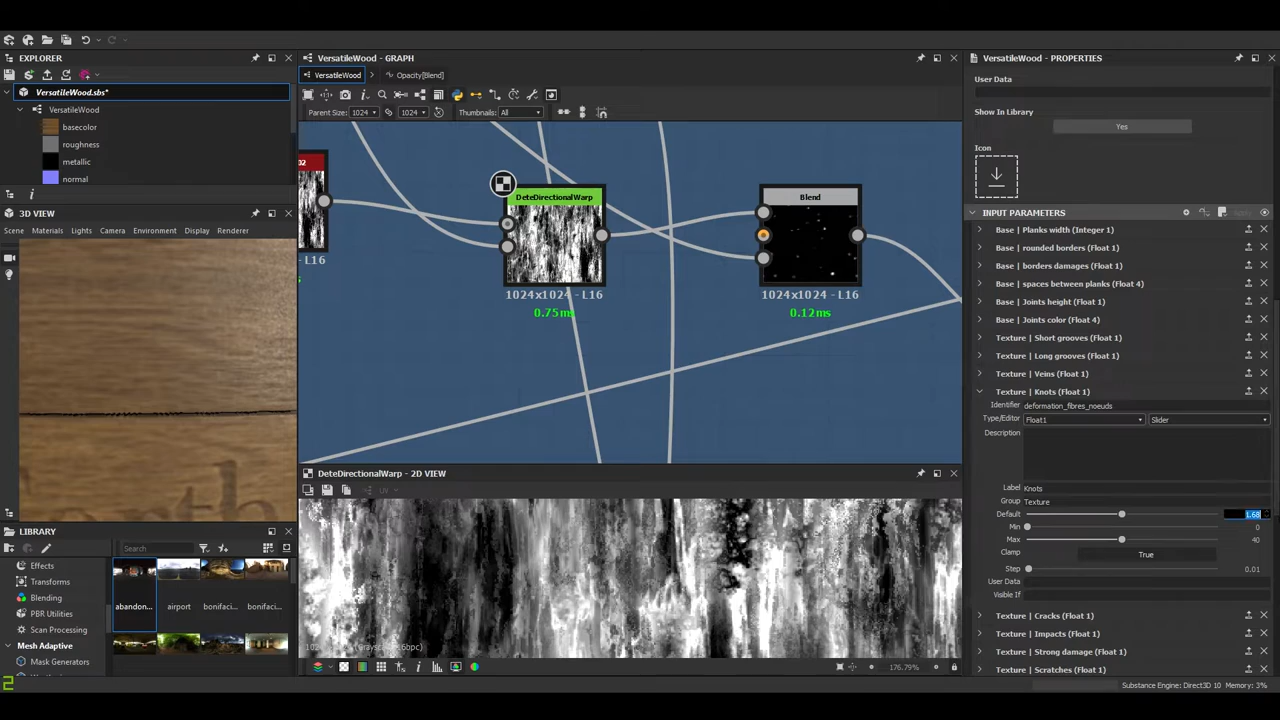 EXPLORER
VersatileWood.sbs*
VersatileWood
basecolor
roughness
metallic
normal
3D VIEW
Scene Materials Lights Camera Environment Display Renderer
LIBRARY
Search
Effects
Transforms
Blending
PBR Utilities
Scan Processing
Mesh Adaptive
Mask Generators
abandon...
airport
bonifaci...
bonifaci...
VersatileWood - GRAPH
VersatileWood
Opacity[Blend]
Parent Size: 1024 1024 Thumbnails: All
DeteDirectionalWarp
1024x1024 - L16
0.75ms
Blend
1024x1024 - L16
0.12ms
- L16
DeteDirectionalWarp - 2D VIEW
UV
176.79%
VersatileWood - PROPERTIES
User Data
Show In Library
Yes
Icon
INPUT PARAMETERS
Base | Planks width (Integer 1)
Base | rounded borders (Float 1)
Base | borders damages (Float 1)
Base | spaces between planks (Float 4)
Base | Joints height (Float 1)
Base | Joints color (Float 4)
Texture | Short grooves (Float 1)
Texture | Long grooves (Float 1)
Texture | Veins (Float 1)
Texture | Knots (Float 1)
Identifier deformation_fibres_noeuds
Type/Editor Float1 Slider
Description
Label Knots
Group Texture
Default 1.68
Min 0
Max 40
Clamp True
Step 0.01
User Data
Visible If
Texture | Cracks (Float 1)
Texture | Impacts (Float 1)
Texture | Strong damage (Float 1)
Texture | Scratches (Float 1)
Substance Engine: Direct3D 10 Memory: 3%
2